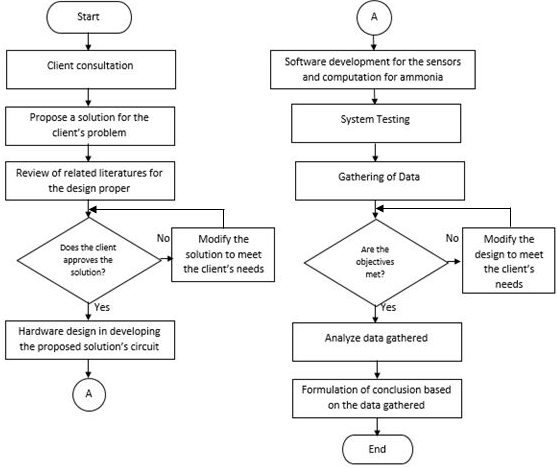 Start
Client consultation
Propose a solution for the
client's problem
Review of related literatures for
the design proper
Does the client
approves the
solution?
No
Modify the
solution to meet
the client's needs
Yes
Hardware design in developing
the proposed solution's circuit
A
A
Software development for the sensors
and computation for ammonia
System Testing
Gathering of Data
Are the
objectives
met?
No
Modify the
design to meet
the client's
needs
Yes
Analyze data gathered
Formulation of conclusion based
on the data gathered
End